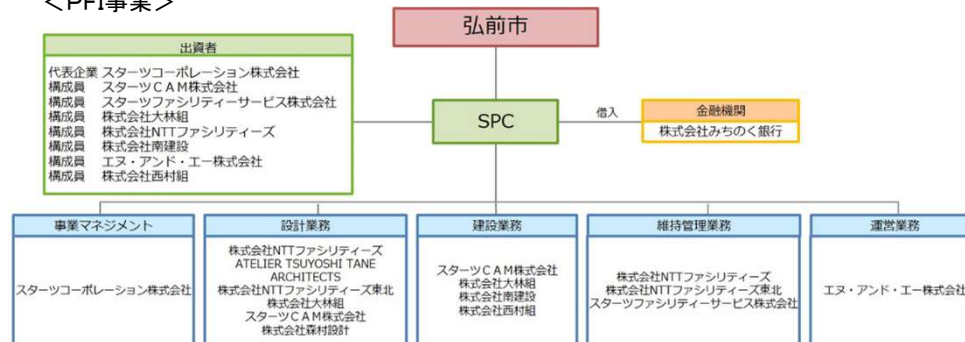 ＜PFI事業＞
弘前市
出資者
代表企業 スターツコーポレーション株式会社
構成員 スターツＣＡＭ株式会社
構成員 スターツファシリティーサービス株式会社
構成員 株式会社大林組
構成員 株式会社NTTファシリティーズ
構成員 株式会社南建設
構成員 エヌ・アンド・エー株式会社
構成員 株式会社西村組
SPC
借入
金融機関
株式会社みちのく銀行
事業マネジメント
スターツコーポレーション株式会社
設計業務
株式会社NTTファシリティーズ
ATELIER TSUYOSHI TANE
ARCHITECTS
株式会社NTTファシリティーズ東北
株式会社大林組
スターツＣＡＭ株式会社
株式会社森村設計
建設業務
スターツＣＡＭ株式会社
株式会社大林組
株式会社南建設
株式会社西村組
維持管理業務
株式会社NTTファシリティーズ
株式会社NTTファシリティーズ東北
スターツファシリティーサービス株式会社
運営業務
エヌ・アンド・エー株式会社